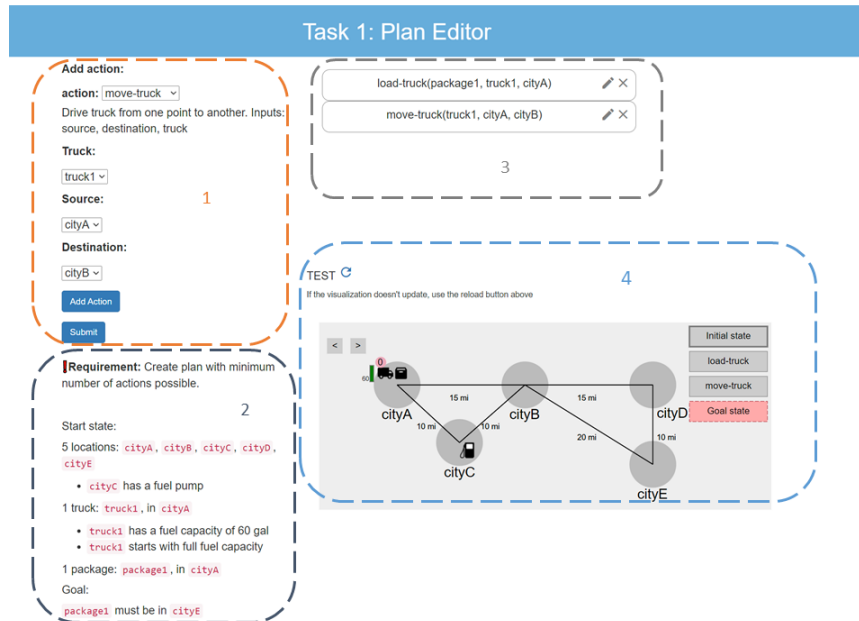 Task 1: Plan Editor
Add action:
action: move-truck
Drive truck from one point to another. Inputs:
source, destination, truck
Truck:
truck1
Source:
1
cityA
Destination:
cityB
Add Action
Submit
Requirement: Create plan with minimum
number of actions possible.
2
Start state:
5 locations: cityA, cityB, cityC, cityD,
cityE
• cityC has a fuel pump
1 truck: truck1, in cityA
• truck1 has a fuel capacity of 60 gal
• truck1 starts with full fuel capacity
1 package: package1, in cityA
Goal:
package1 must be in cityE
load-truck(package1, truck1, cityA)
move-truck(truck1, cityA, cityB)
3
TEST
4
If the visualization doesn't update, use the reload button above
< >
Initial state
load-truck
move-truck
Goal state
0
60
15 mi
15 mi
cityA
cityB
cityD
10 mi
10 mi
10 mi
20 mi
cityC
cityE